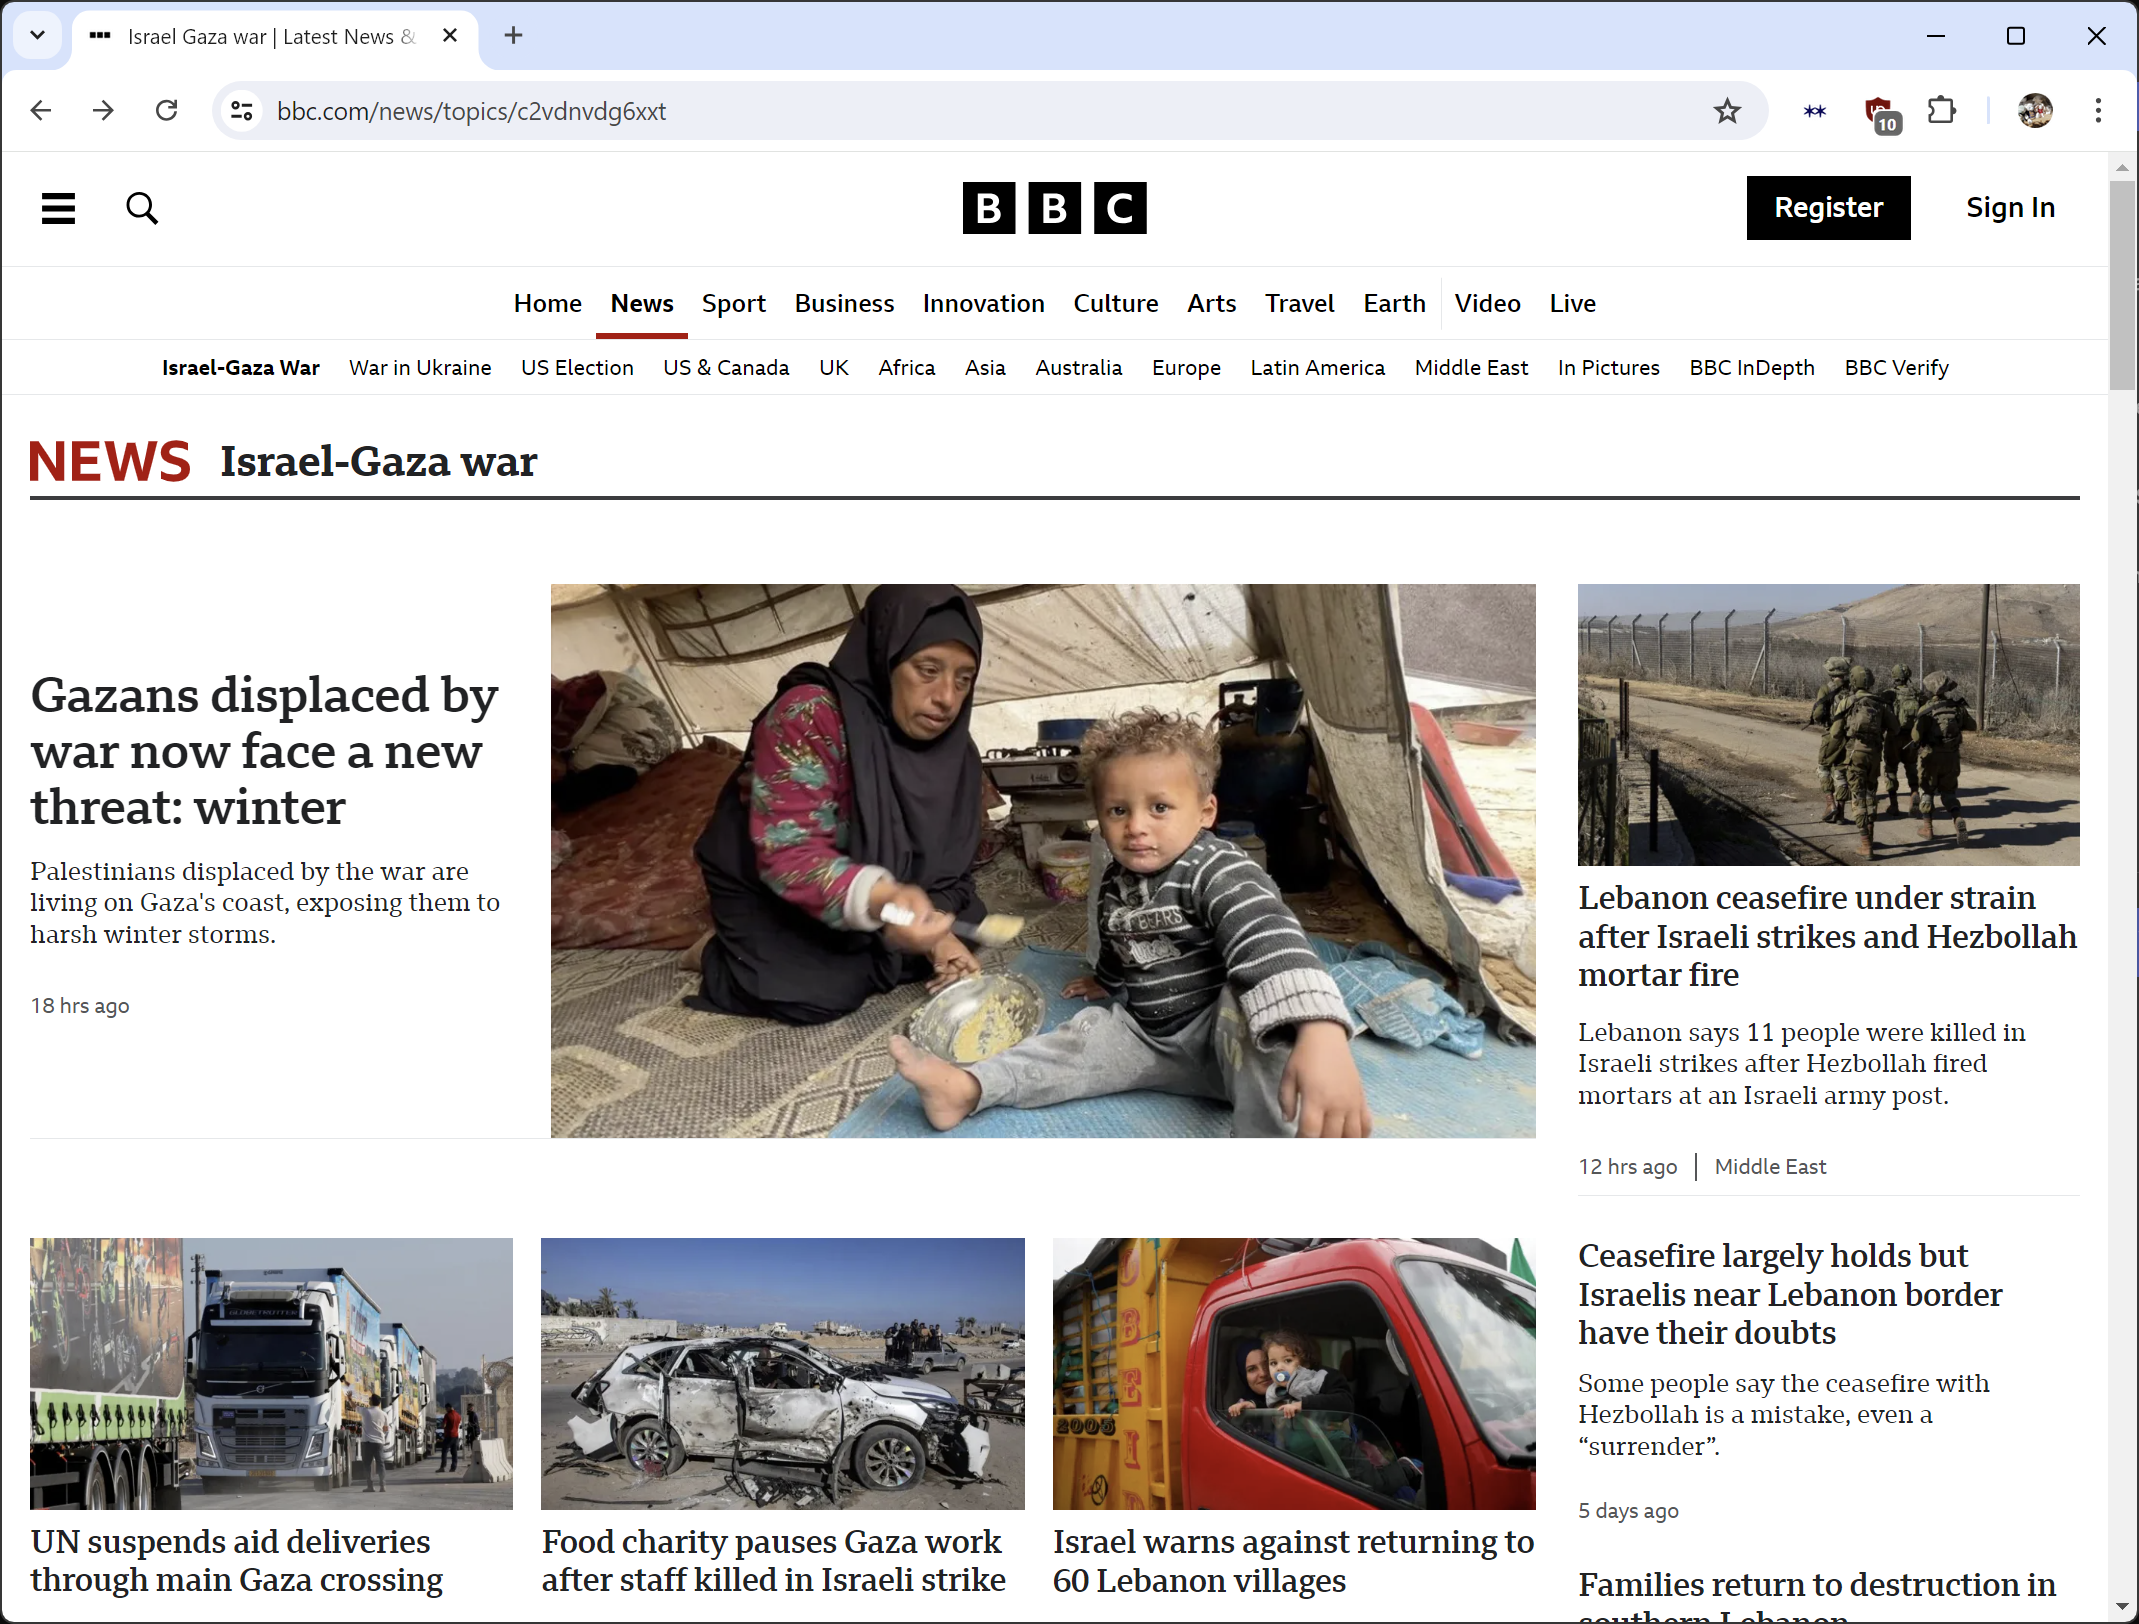 Israel Gaza war | Latest News &
bbc.com/news/topics/c2vdnvdg6xxt
10
BBC
Register
Sign In
Home News Sport Business Innovation Culture Arts Travel Earth Video Live
Israel-Gaza War War in Ukraine US Election US & Canada UK Africa Asia Australia Europe Latin America Middle East In Pictures BBC InDepth BBC Verify
NEWS Israel-Gaza war
Gazans displaced by
war now face a new
threat: winter
Palestinians displaced by the war are
living on Gaza's coast, exposing them to
harsh winter storms.
18 hrs ago
BEARS
Lebanon ceasefire under strain
after Israeli strikes and Hezbollah
mortar fire
Lebanon says 11 people were killed in
Israeli strikes after Hezbollah fired
mortars at an Israeli army post.
12 hrs ago | Middle East
UN suspends aid deliveries
through main Gaza crossing
Food charity pauses Gaza work
after staff killed in Israeli strike
2005
Israel warns against returning to
60 Lebanon villages
Ceasefire largely holds but
Israelis near Lebanon border
have their doubts
Some people say the ceasefire with
Hezbollah is a mistake, even a
“surrender”.
5 days ago
Families return to destruction in
southern Lebanon